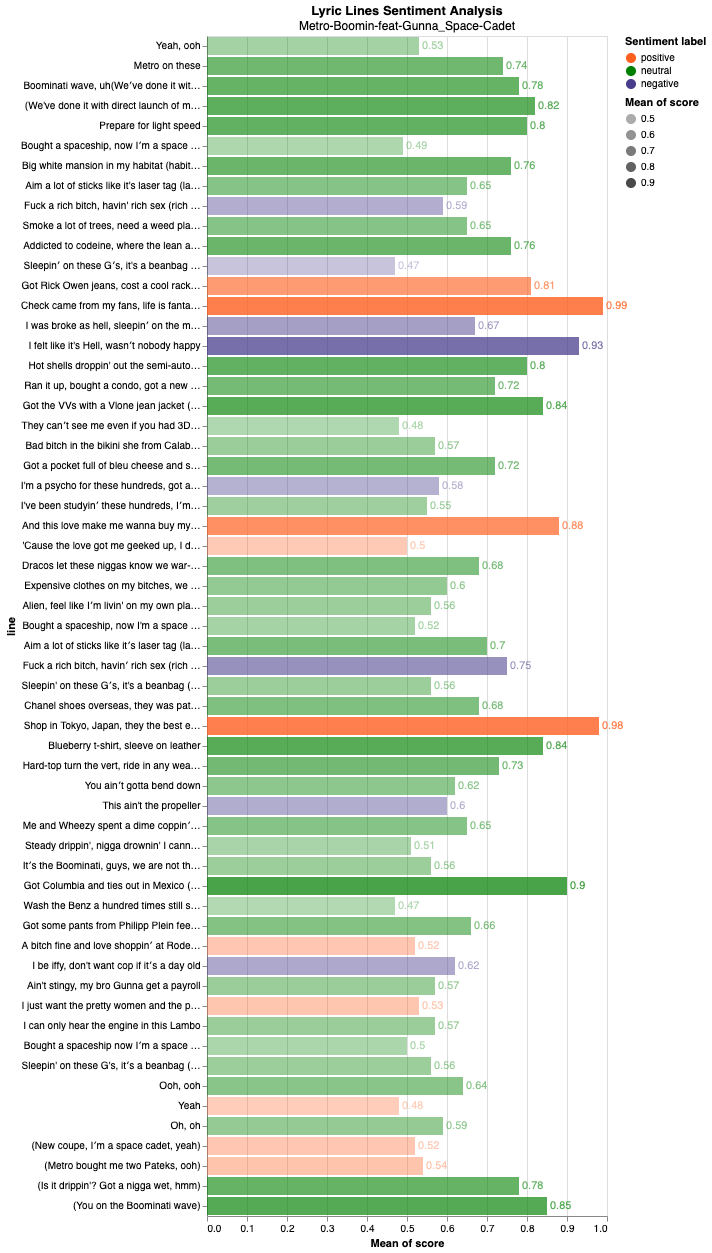 Lyric Lines Sentiment Analysis
Metro-Boomin-feat-Gunna_Space-Cadet
Yeah, ooh 0.53
Metro on these 0.74
Boominati wave, uh(We′ve done it wit… 0.78
(We've done it with direct launch of m… 0.82
Prepare for light speed 0.8
Bought a spaceship, now I′m a space … 0.49
Big white mansion in my habitat (habit… 0.76
Aim a lot of sticks like it's laser tag (la… 0.65
Fuck a rich bitch, havin′ rich sex (rich … 0.59
Smoke a lot of trees, need a weed pla… 0.65
Addicted to codeine, where the lean a… 0.76
Sleepin′ on these G's, it's a beanbag … 0.47
Got Rick Owen jeans, cost a cool rack… 0.81
Check came from my fans, life is fanta… 0.99
I was broke as hell, sleepin′ on the m… 0.67
I felt like it's Hell, wasn′t nobody happy 0.93
Hot shells droppin' out the semi-auto… 0.8
Ran it up, bought a condo, got a new … 0.72
Got the VVs with a Vlone jean jacket (… 0.84
They can′t see me even if you had 3D… 0.48
Bad bitch in the bikini she from Calab… 0.57
Got a pocket full of bleu cheese and s… 0.72
I'm a psycho for these hundreds, got a… 0.58
I've been studyin′ these hundreds, I′m… 0.55
And this love make me wanna buy my… 0.88
'Cause the love got me geeked up, I d… 0.5
Dracos let these niggas know we war-… 0.68
Expensive clothes on my bitches, we … 0.6
Alien, feel like I′m livin' on my own pla… 0.56
Bought a spaceship, now I'm a space … 0.52
Aim a lot of sticks like it′s laser tag (la… 0.7
Fuck a rich bitch, havin′ rich sex (rich … 0.75
Sleepin' on these G′s, it's a beanbag (… 0.56
Chanel shoes overseas, they was pat… 0.68
Shop in Tokyo, Japan, they the best e… 0.98
Blueberry t-shirt, sleeve on leather 0.84
Hard-top turn the vert, ride in any wea… 0.73
You ain′t gotta bend down 0.62
This ain't the propeller 0.6
Me and Wheezy spent a dime coppin′… 0.65
Steady drippin', nigga drownin' I cann… 0.51
It′s the Boominati, guys, we are not th… 0.56
Got Columbia and ties out in Mexico (… 0.9
Wash the Benz a hundred times still s… 0.47
Got some pants from Philipp Plein fee… 0.66
A bitch fine and love shoppin′ at Rode… 0.52
I be iffy, don't want cop if it′s a day old 0.62
Ain't stingy, my bro Gunna get a payroll 0.57
I just want the pretty women and the p… 0.53
I can only hear the engine in this Lambo 0.57
Bought a spaceship now I′m a space … 0.5
Sleepin' on these G's, it′s a beanbag (… 0.56
Ooh, ooh 0.64
Yeah 0.48
Oh, oh 0.59
(New coupe, I′m a space cadet, yeah) 0.52
(Metro bought me two Pateks, ooh) 0.54
(Is it drippin'? Got a nigga wet, hmm) 0.78
(You on the Boominati wave) 0.85
line
0.0 0.1 0.2 0.3 0.4 0.5 0.6 0.7 0.8 0.9 1.0
Mean of score
Sentiment label
positive
neutral
negative
Mean of score
0.5
0.6
0.7
0.8
0.9